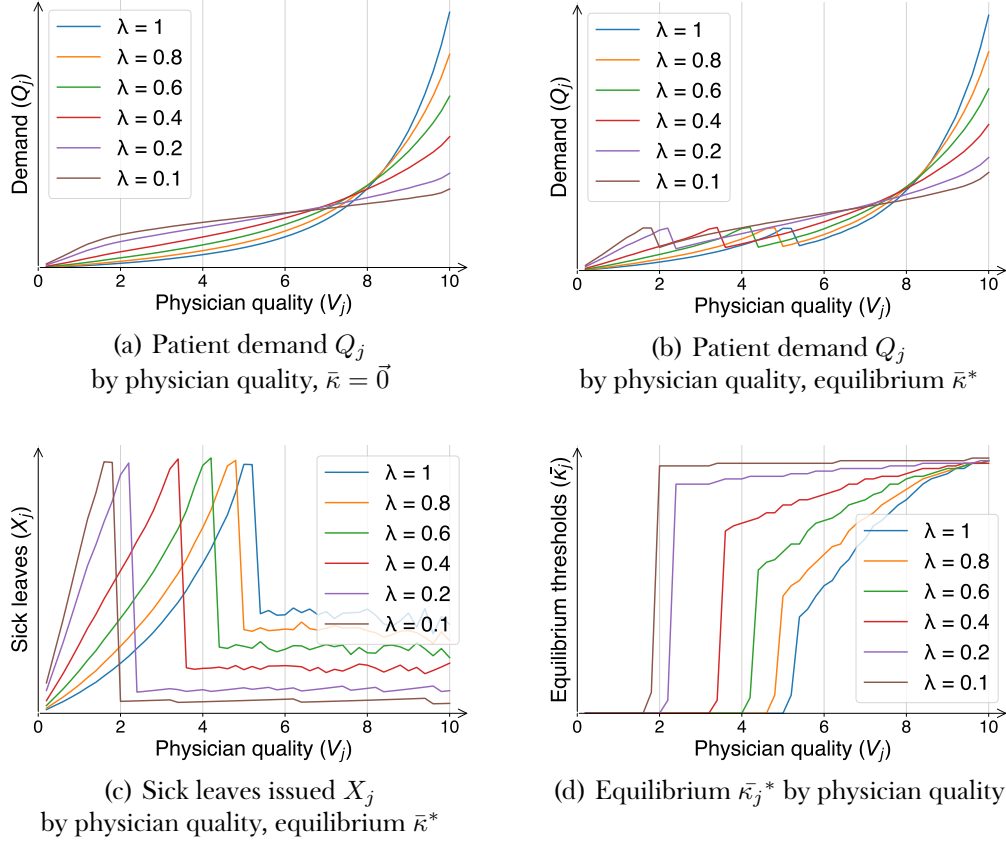 Demand (Qⱼ)
λ = 1
λ = 0.8
λ = 0.6
λ = 0.4
λ = 0.2
λ = 0.1
0 2 4 6 8 10
Physician quality (Vⱼ)
(a) Patient demand Qⱼ
by physician quality, κ̄ = 0⃗
Demand (Qⱼ)
λ = 1
λ = 0.8
λ = 0.6
λ = 0.4
λ = 0.2
λ = 0.1
0 2 4 6 8 10
Physician quality (Vⱼ)
(b) Patient demand Qⱼ
by physician quality, equilibrium κ̄*
Sick leaves (Xⱼ)
λ = 1
λ = 0.8
λ = 0.6
λ = 0.4
λ = 0.2
λ = 0.1
0 2 4 6 8 10
Physician quality (Vⱼ)
(c) Sick leaves issued Xⱼ
by physician quality, equilibrium κ̄*
Equilibrium thresholds (κ̄ⱼ)
λ = 1
λ = 0.8
λ = 0.6
λ = 0.4
λ = 0.2
λ = 0.1
0 2 4 6 8 10
Physician quality (Vⱼ)
(d) Equilibrium κ̄ⱼ* by physician quality